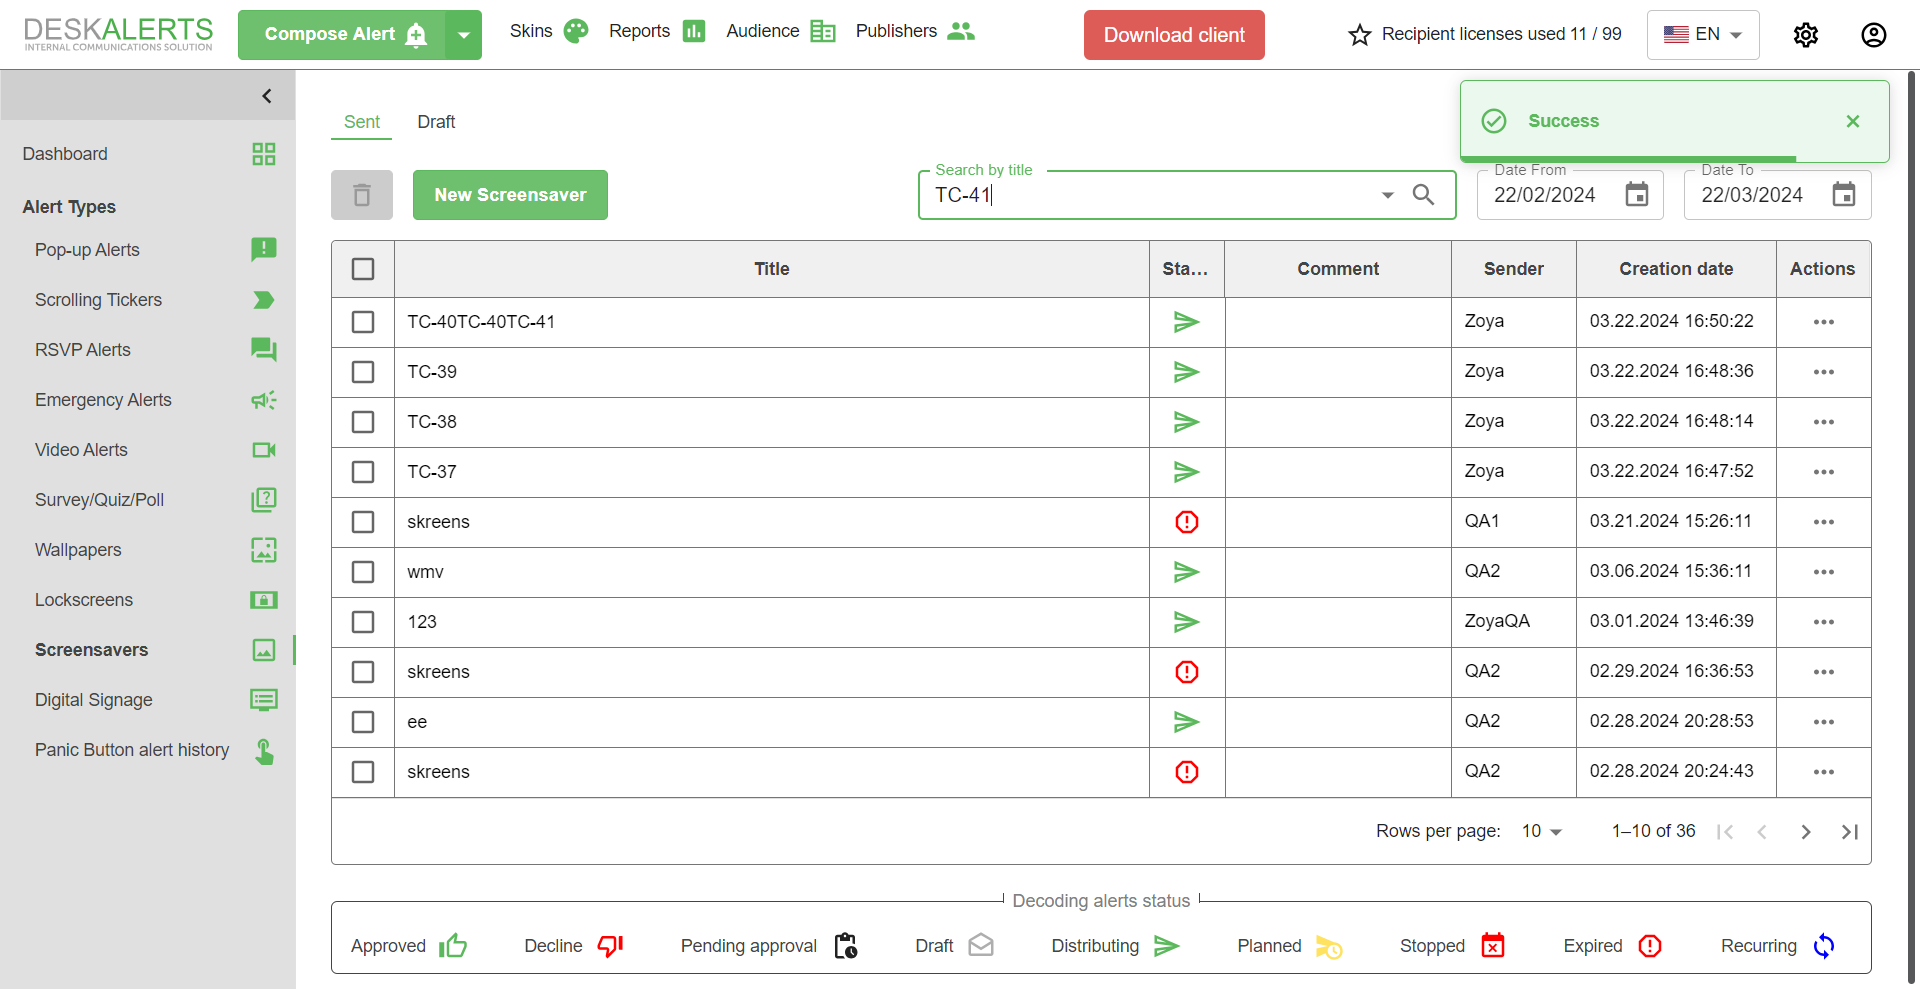 DESKALERTS
INTERNAL COMMUNICATIONS SOLUTION
Compose Alert
Skins
Reports
Audience
Publishers
Download client
Recipient licenses used 11 / 99
EN
Success
Sent
Draft
Dashboard
New Screensaver
Search by title
TC-41
Date From
22/02/2024
Date To
22/03/2024
Alert Types
Pop-up Alerts
Scrolling Tickers
RSVP Alerts
Emergency Alerts
Video Alerts
Survey/Quiz/Poll
Wallpapers
Lockscreens
Screensavers
Digital Signage
Panic Button alert history
Title Sta... Comment Sender Creation date Actions
TC-40TC-40TC-41 Zoya 03.22.2024 16:50:22
TC-39 Zoya 03.22.2024 16:48:36
TC-38 Zoya 03.22.2024 16:48:14
TC-37 Zoya 03.22.2024 16:47:52
skreens QA1 03.21.2024 15:26:11
wmv QA2 03.06.2024 15:36:11
123 ZoyaQA 03.01.2024 13:46:39
skreens QA2 02.29.2024 16:36:53
ee QA2 02.28.2024 20:28:53
skreens QA2 02.28.2024 20:24:43
Rows per page: 10 1–10 of 36
Decoding alerts status
Approved Decline Pending approval Draft Distributing Planned Stopped Expired Recurring